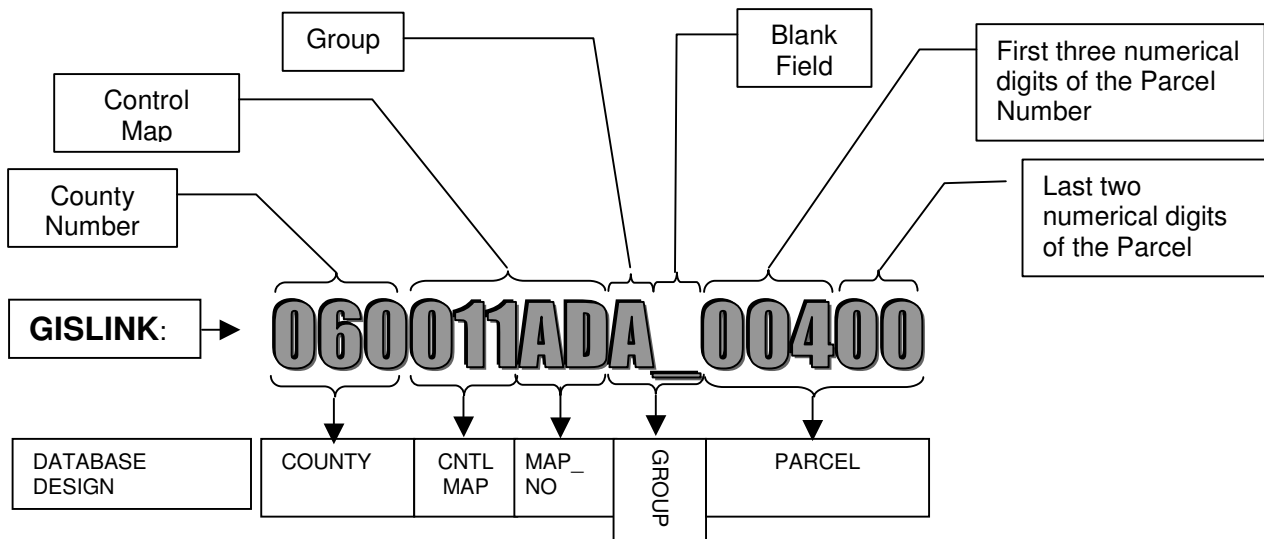 Group
Blank
Field
First three numerical
digits of the Parcel
Number
Control
Map
County
Number
Last two
numerical digits
of the Parcel
GISLINK:
060011ADA_00400
DATABASE
DESIGN
COUNTY
CNTL
MAP
MAP_
NO
GROUP
PARCEL